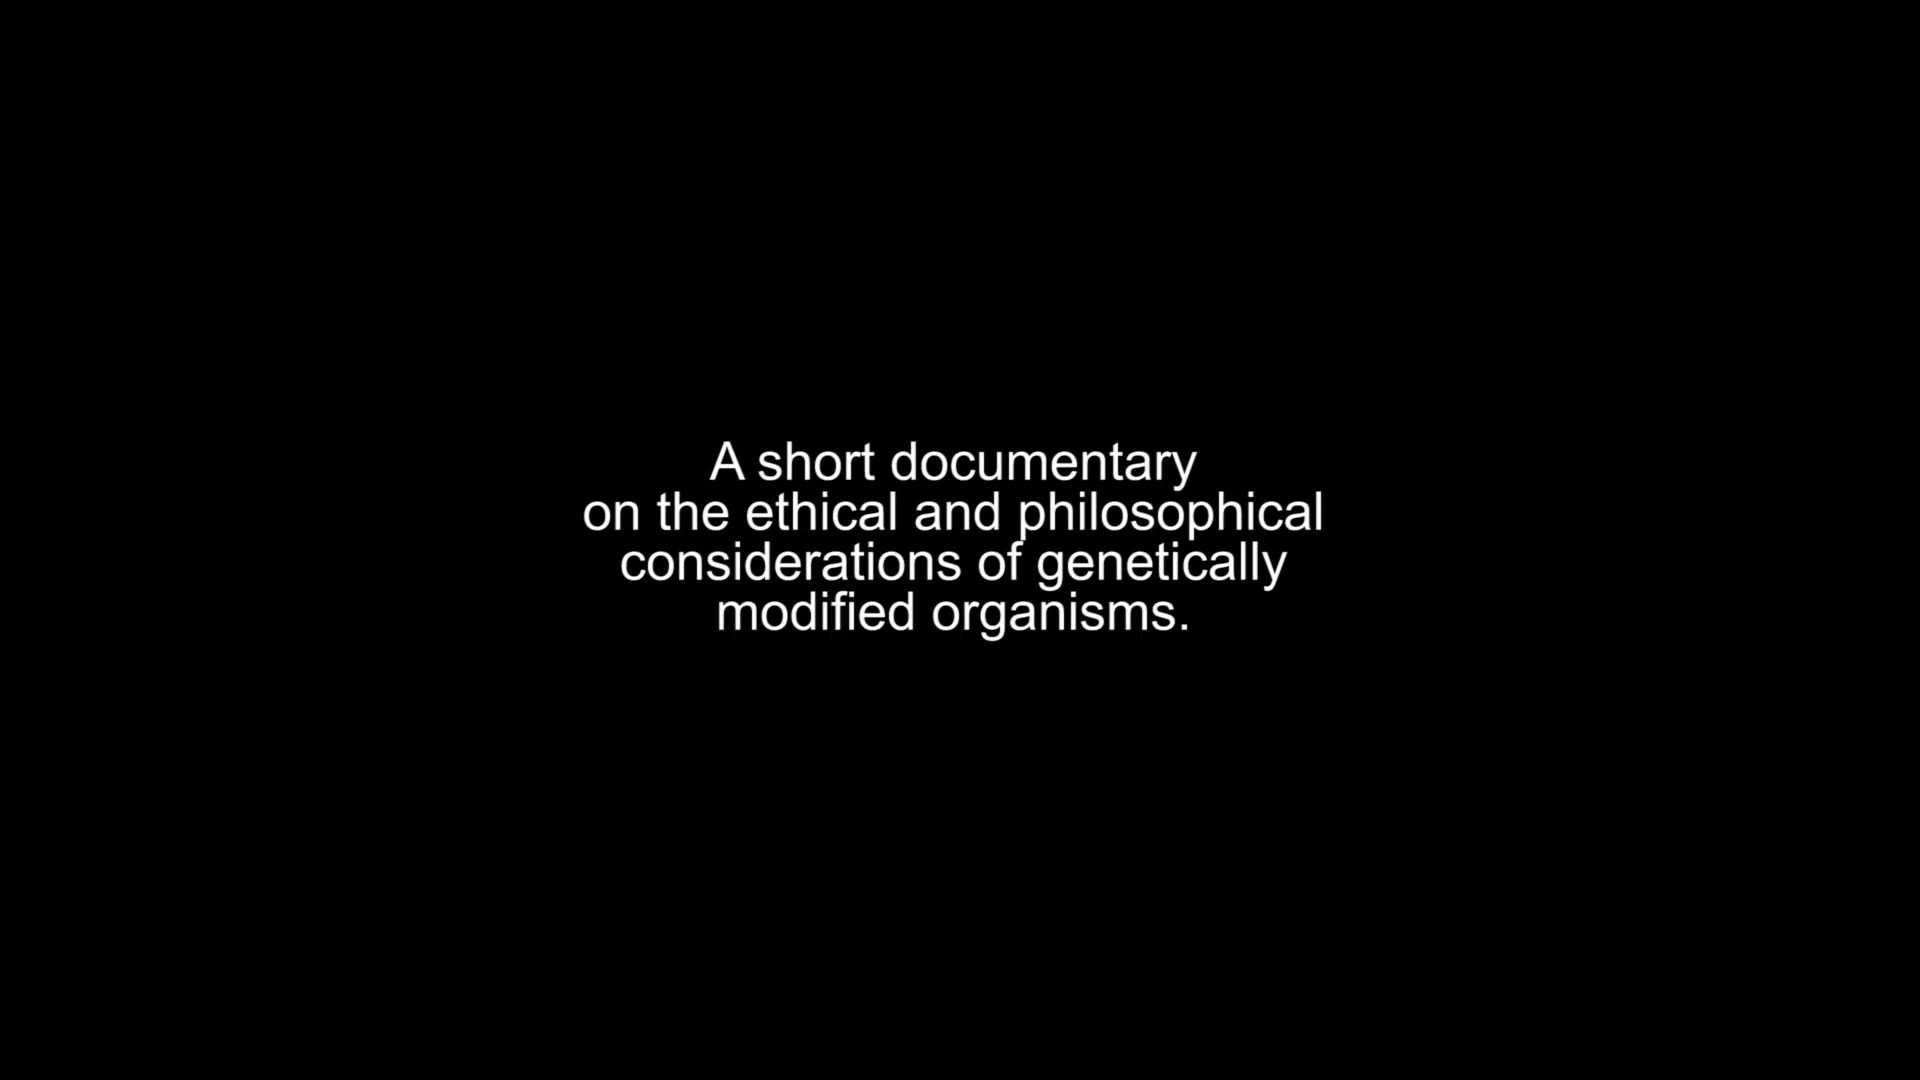 A short documentary
on the ethical and philosophical
considerations of genetically
modified organisms.